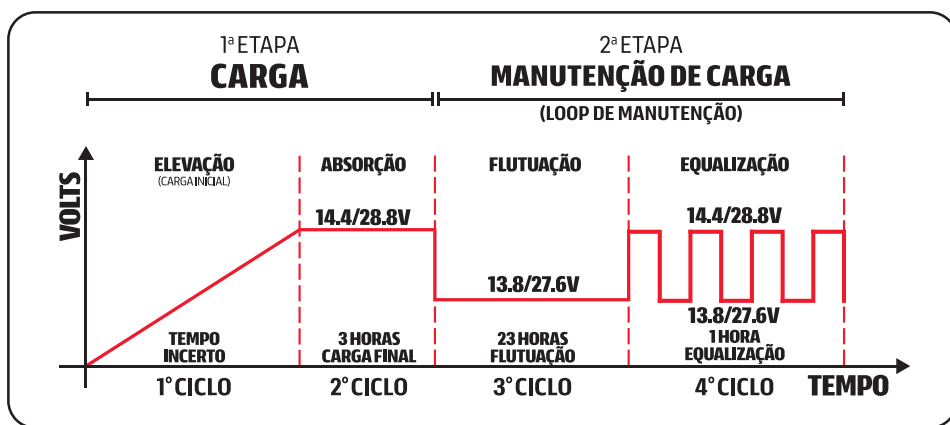 1ª ETAPA
CARGA
2ª ETAPA
MANUTENÇÃO DE CARGA
(LOOP DE MANUTENÇÃO)
VOLTS
ELEVAÇÃO
(CARGA INICIAL)
ABSORÇÃO
FLUTUAÇÃO
EQUALIZAÇÃO
14.4/28.8V
14.4/28.8V
13.8/27.6V
13.8/27.6V
TEMPO
INCERTO
3 HORAS
CARGA FINAL
23 HORAS
FLUTUAÇÃO
1 HORA
EQUALIZAÇÃO
1° CICLO
2° CICLO
3° CICLO
4° CICLO
TEMPO